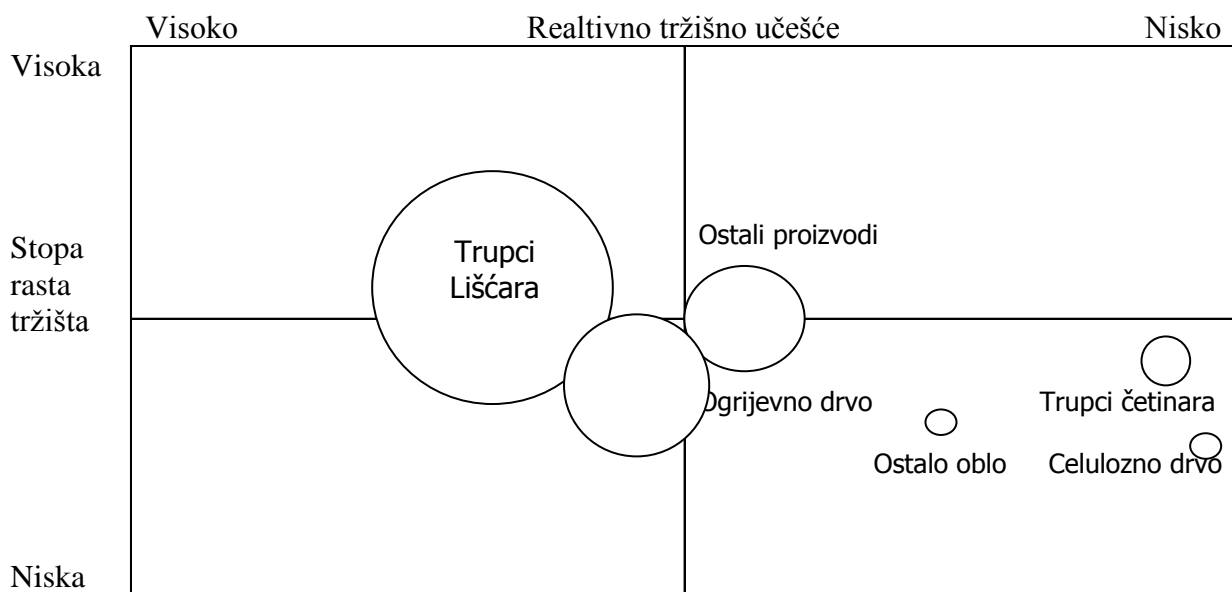 Visoko Realtivno tržišno učešće Nisko
Visoka
Ostali proizvodi
Trupci
Lišćara
Stopa
rasta
tržišta
Ogrijevno drvo
Trupci četinara
Ostalo oblo
Celulozno drvo
Niska